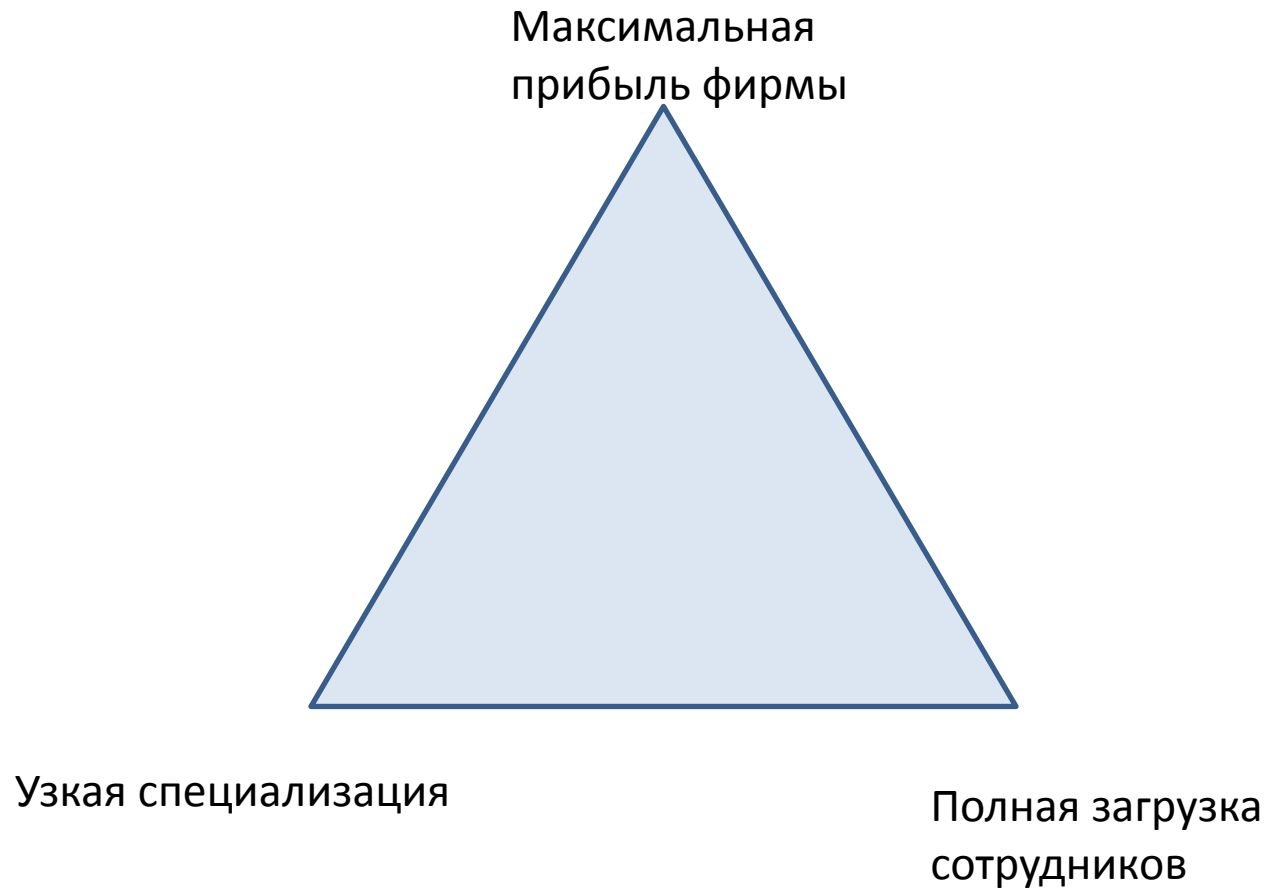 Максимальная
прибыль фирмы
Узкая специализация
Полная загрузка
сотрудников